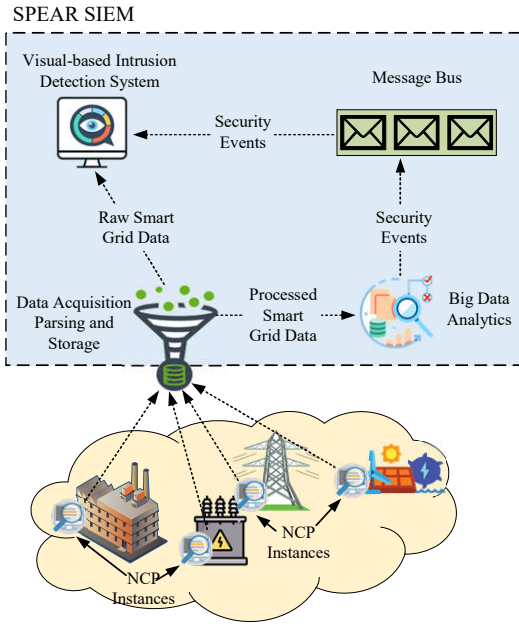 SPEAR SIEM
Visual-based Intrusion
Detection System
Message Bus
Security
Events
Raw Smart
Grid Data
Security
Events
Data Acquisition
Parsing and
Storage
Processed
Smart
Grid Data
Big Data
Analytics
NCP
Instances
NCP
Instances